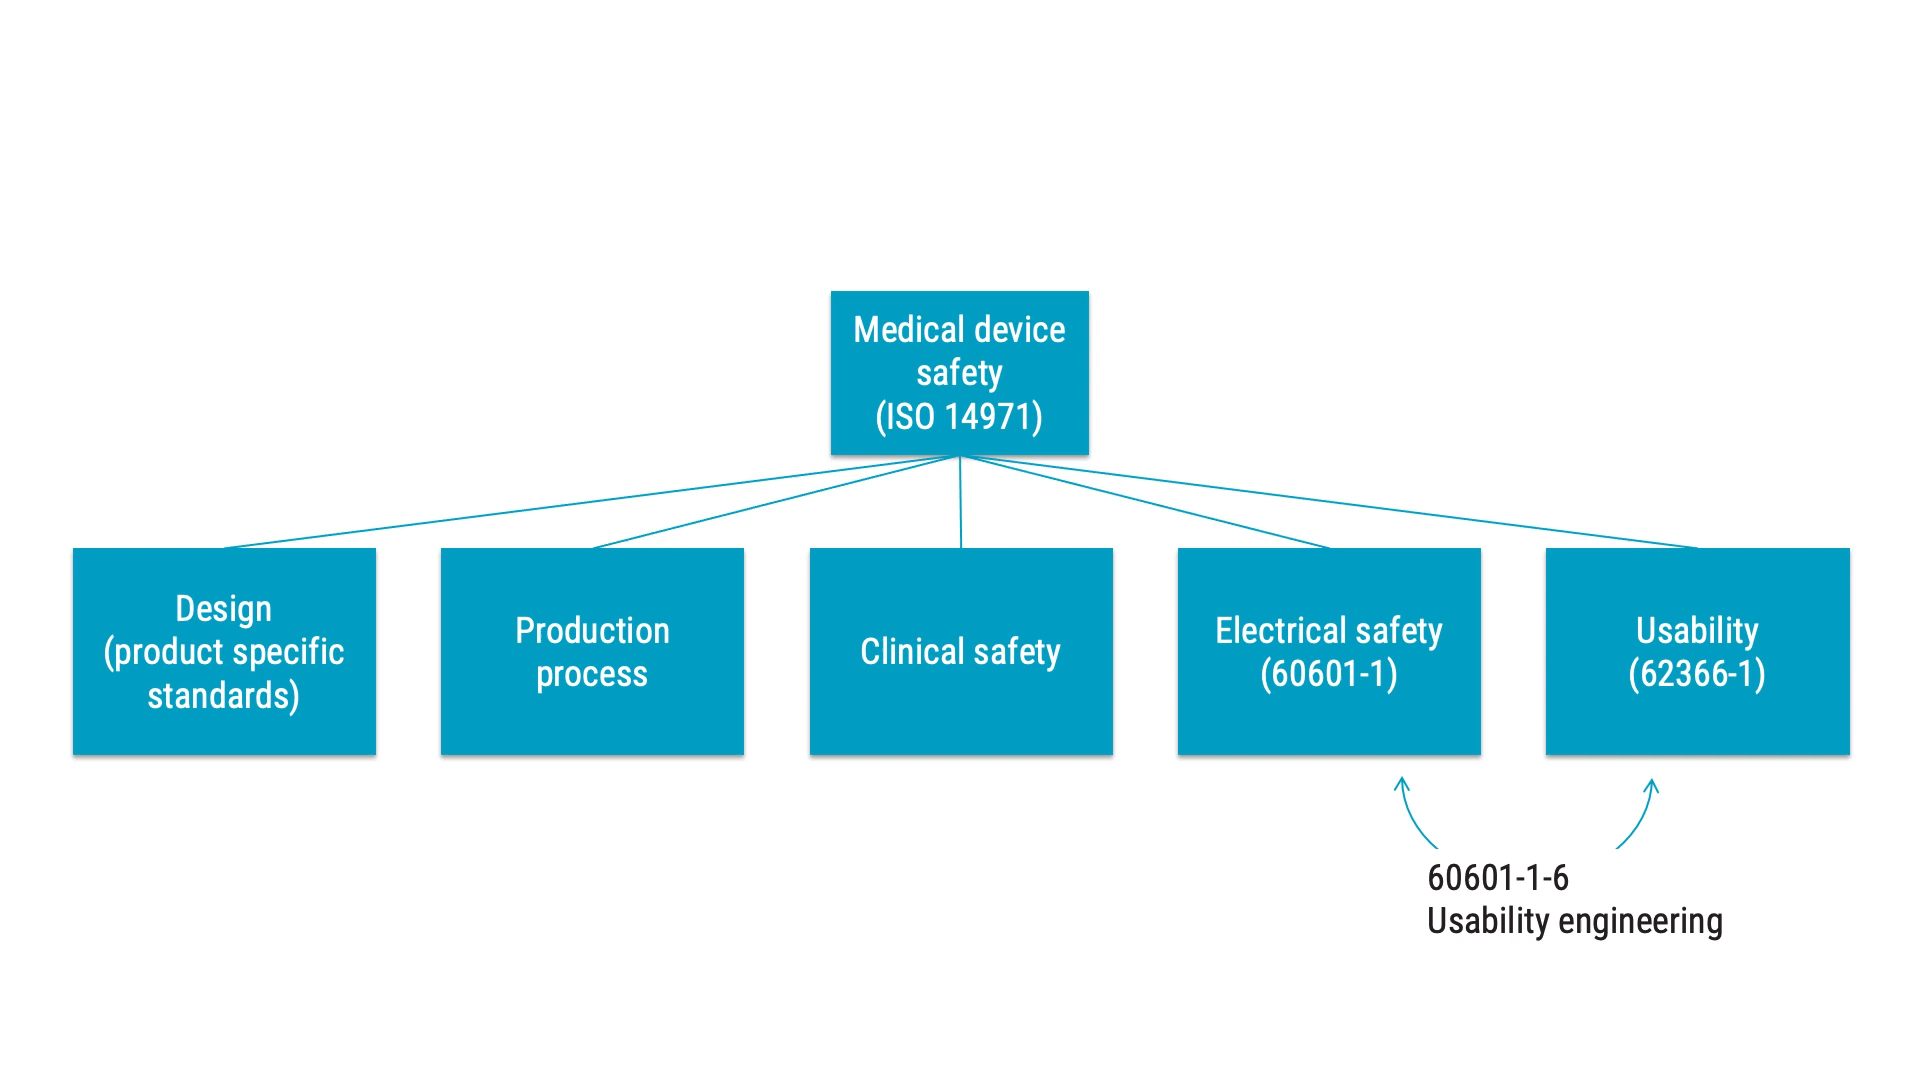 Medical device
safety
(ISO 14971)
Design
(product specific
standards)
Production
process
Clinical safety
Electrical safety
(60601-1)
Usability
(62366-1)
60601-1-6
Usability engineering